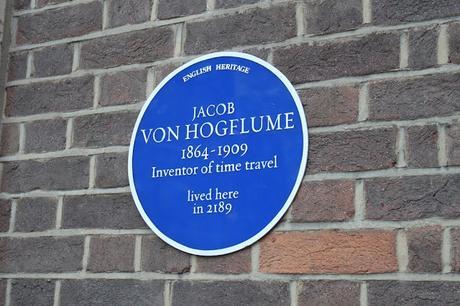 ENGLISH HERITAGE
JACOB
VON HOGFLUME
1864-1909
Inventor of time travel
lived here
in 2189